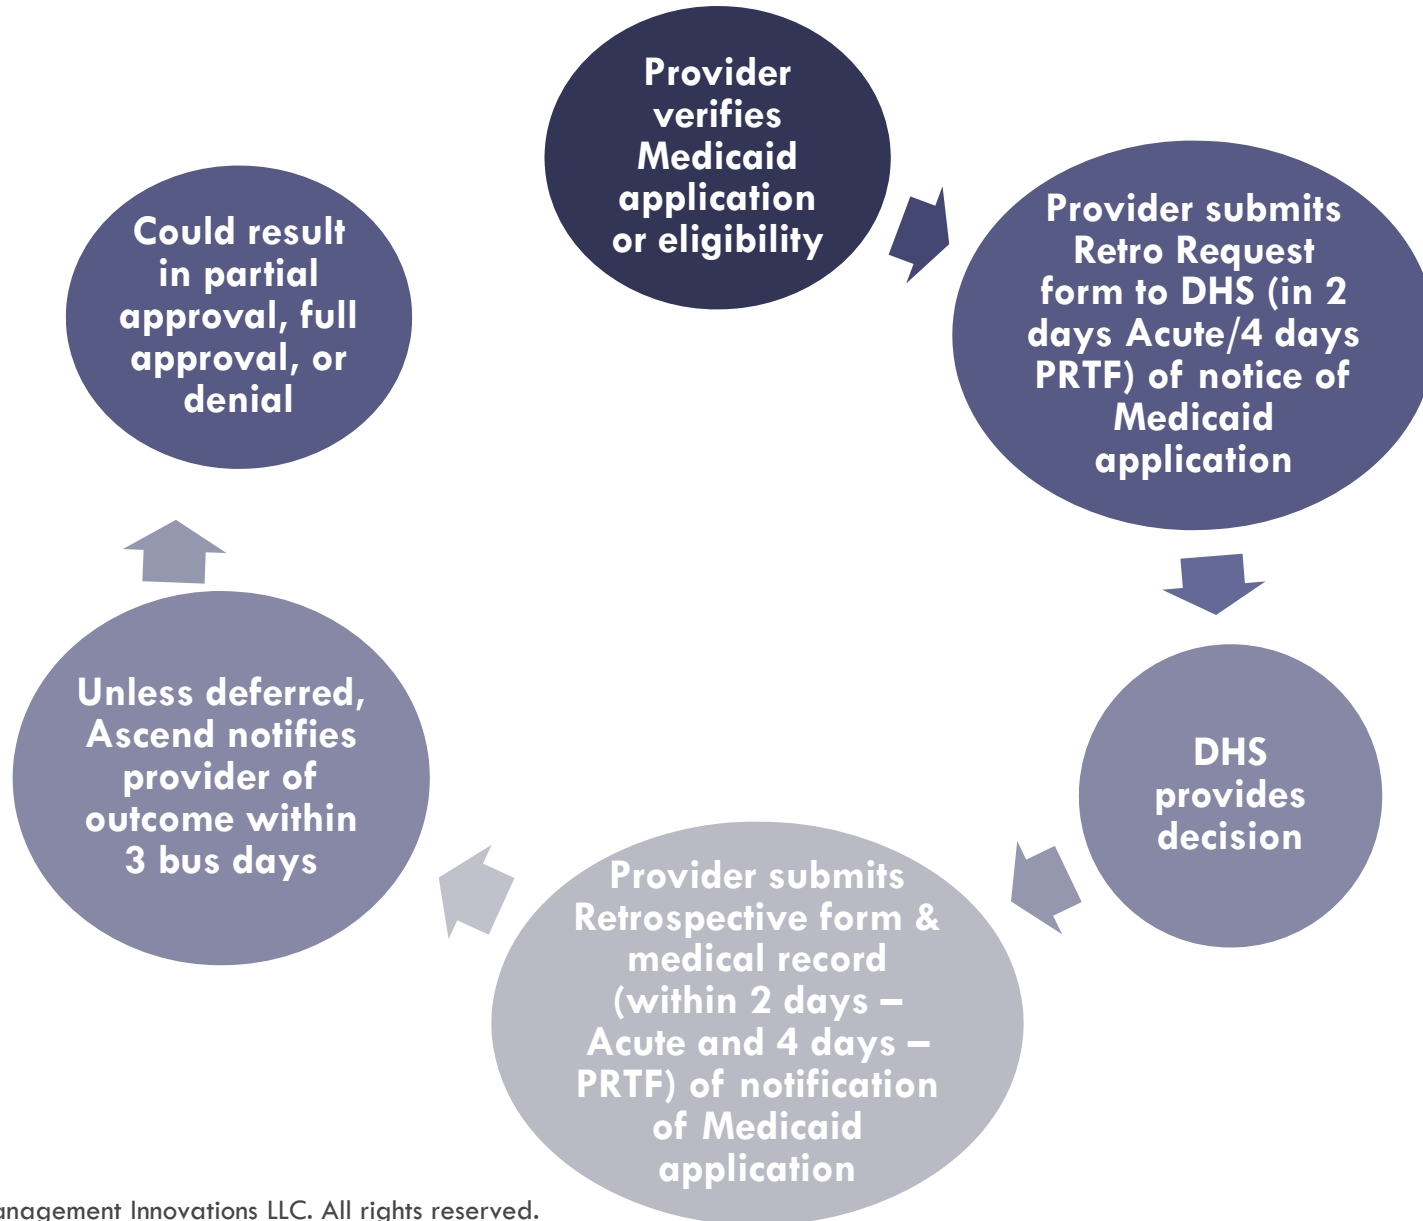 Provider
verifies
Medicaid
application
or eligibility
Provider submits
Retro Request
form to DHS (in 2
days Acute/4 days
PRTF) of notice of
Medicaid
application
DHS
provides
decision
Provider submits
Retrospective form &
medical record
(within 2 days –
Acute and 4 days –
PRTF) of notification
of Medicaid
application
Unless deferred,
Ascend notifies
provider of
outcome within
3 bus days
Could result
in partial
approval, full
approval, or
denial
Innovations LLC. All rights reserved.